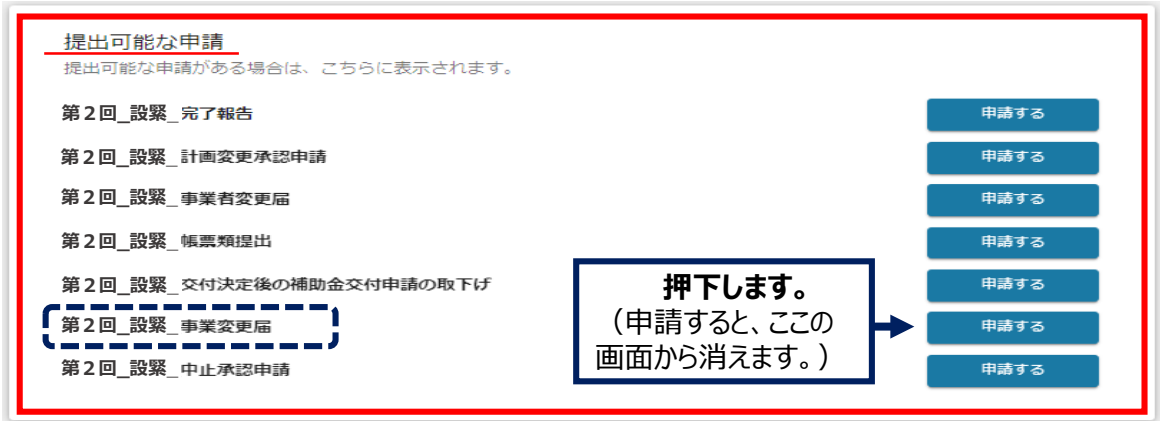 提出可能な申請
提出可能な申請がある場合は、こちらに表示されます。
第2回_設緊_完了報告 申請する
第2回_設緊_計画変更承認申請 申請する
第2回_設緊_事業者変更届 申請する
第2回_設緊_帳票類提出 申請する
第2回_設緊_交付決定後の補助金交付申請の取下げ 申請する
第2回_設緊_事業変更届 申請する
第2回_設緊_中止承認申請 申請する
押下します。
（申請すると、ここの
画面から消えます。）